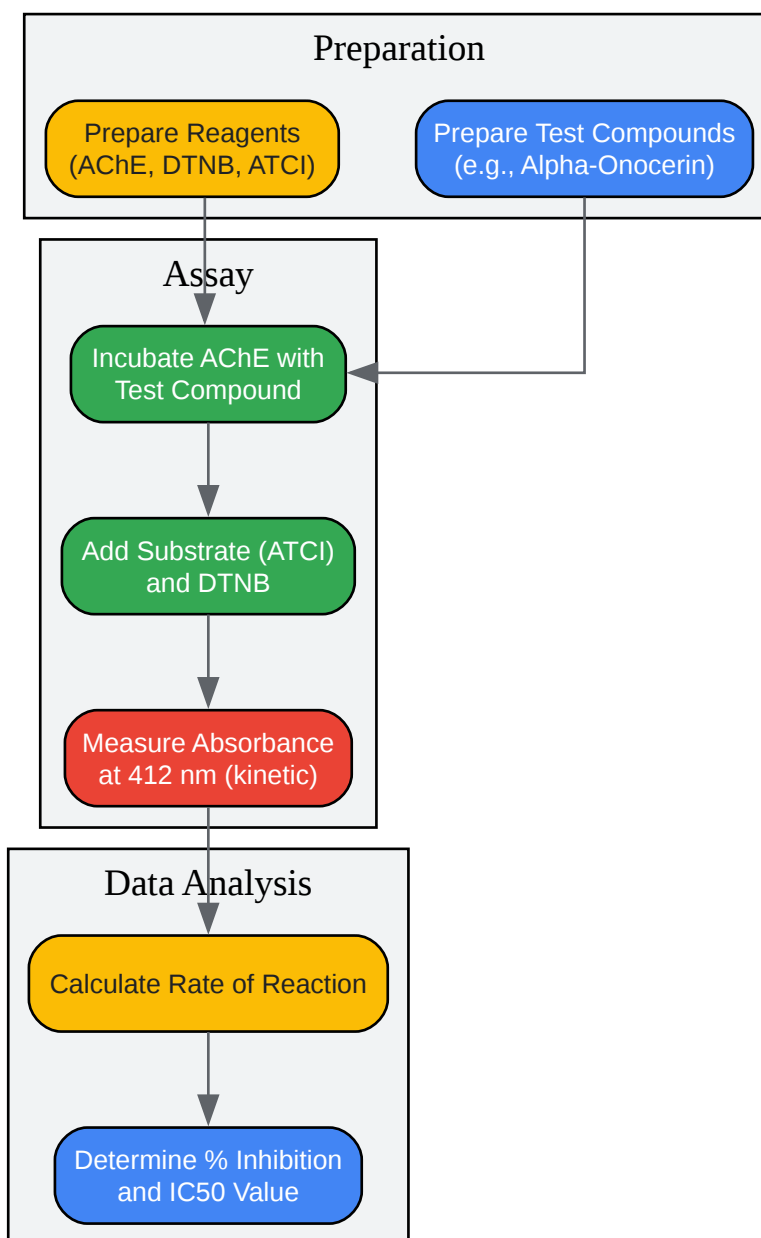 Preparation
Prepare Reagents
(AChE, DTNB, ATCI)
Prepare Test Compounds
(e.g., Alpha-Onocerin)
Assay
Incubate AChE with
Test Compound
Add Substrate (ATCI)
and DTNB
Measure Absorbance
at 412 nm (kinetic)
Data Analysis
Calculate Rate of Reaction
Determine % Inhibition
and IC50 Value